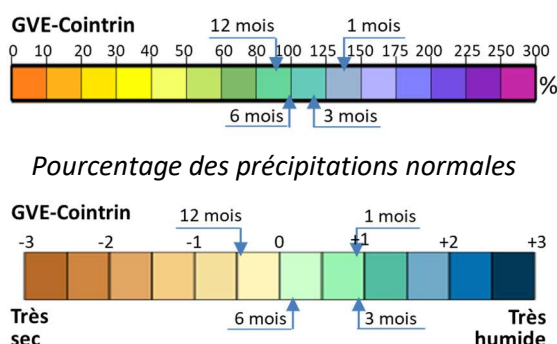 GVE-Cointrin 12 mois 1 mois
0 10 20 30 40 50 60 70 80 100 125 150 175 200 225 250 300
%
6 mois 3 mois
Pourcentage des précipitations normales
GVE-Cointrin 12 mois 1 mois
-3 -2 -1 0 +1 +2 +3
Très 6 mois 3 mois Très
sec humide